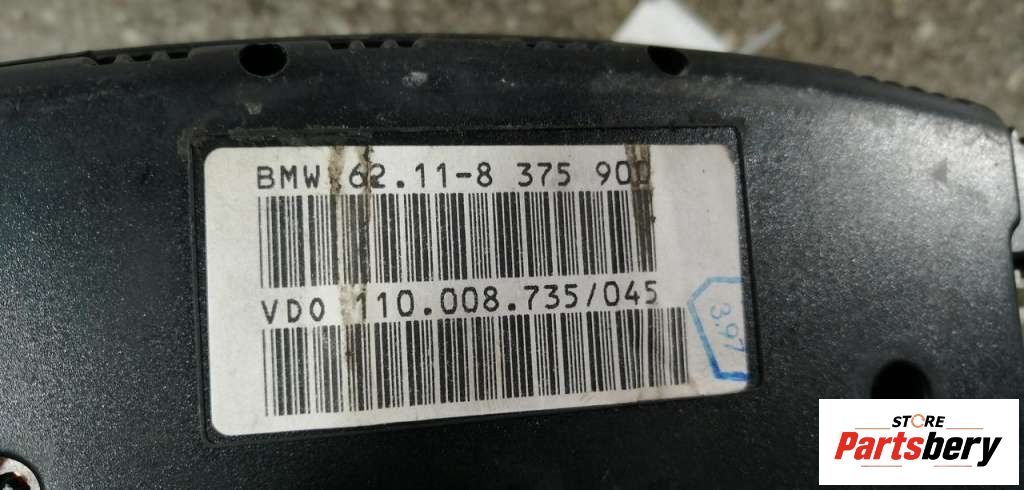 BMW 62.11-8 375 900
VDO 110.008.735/045
3.97
STORE
Partsbery